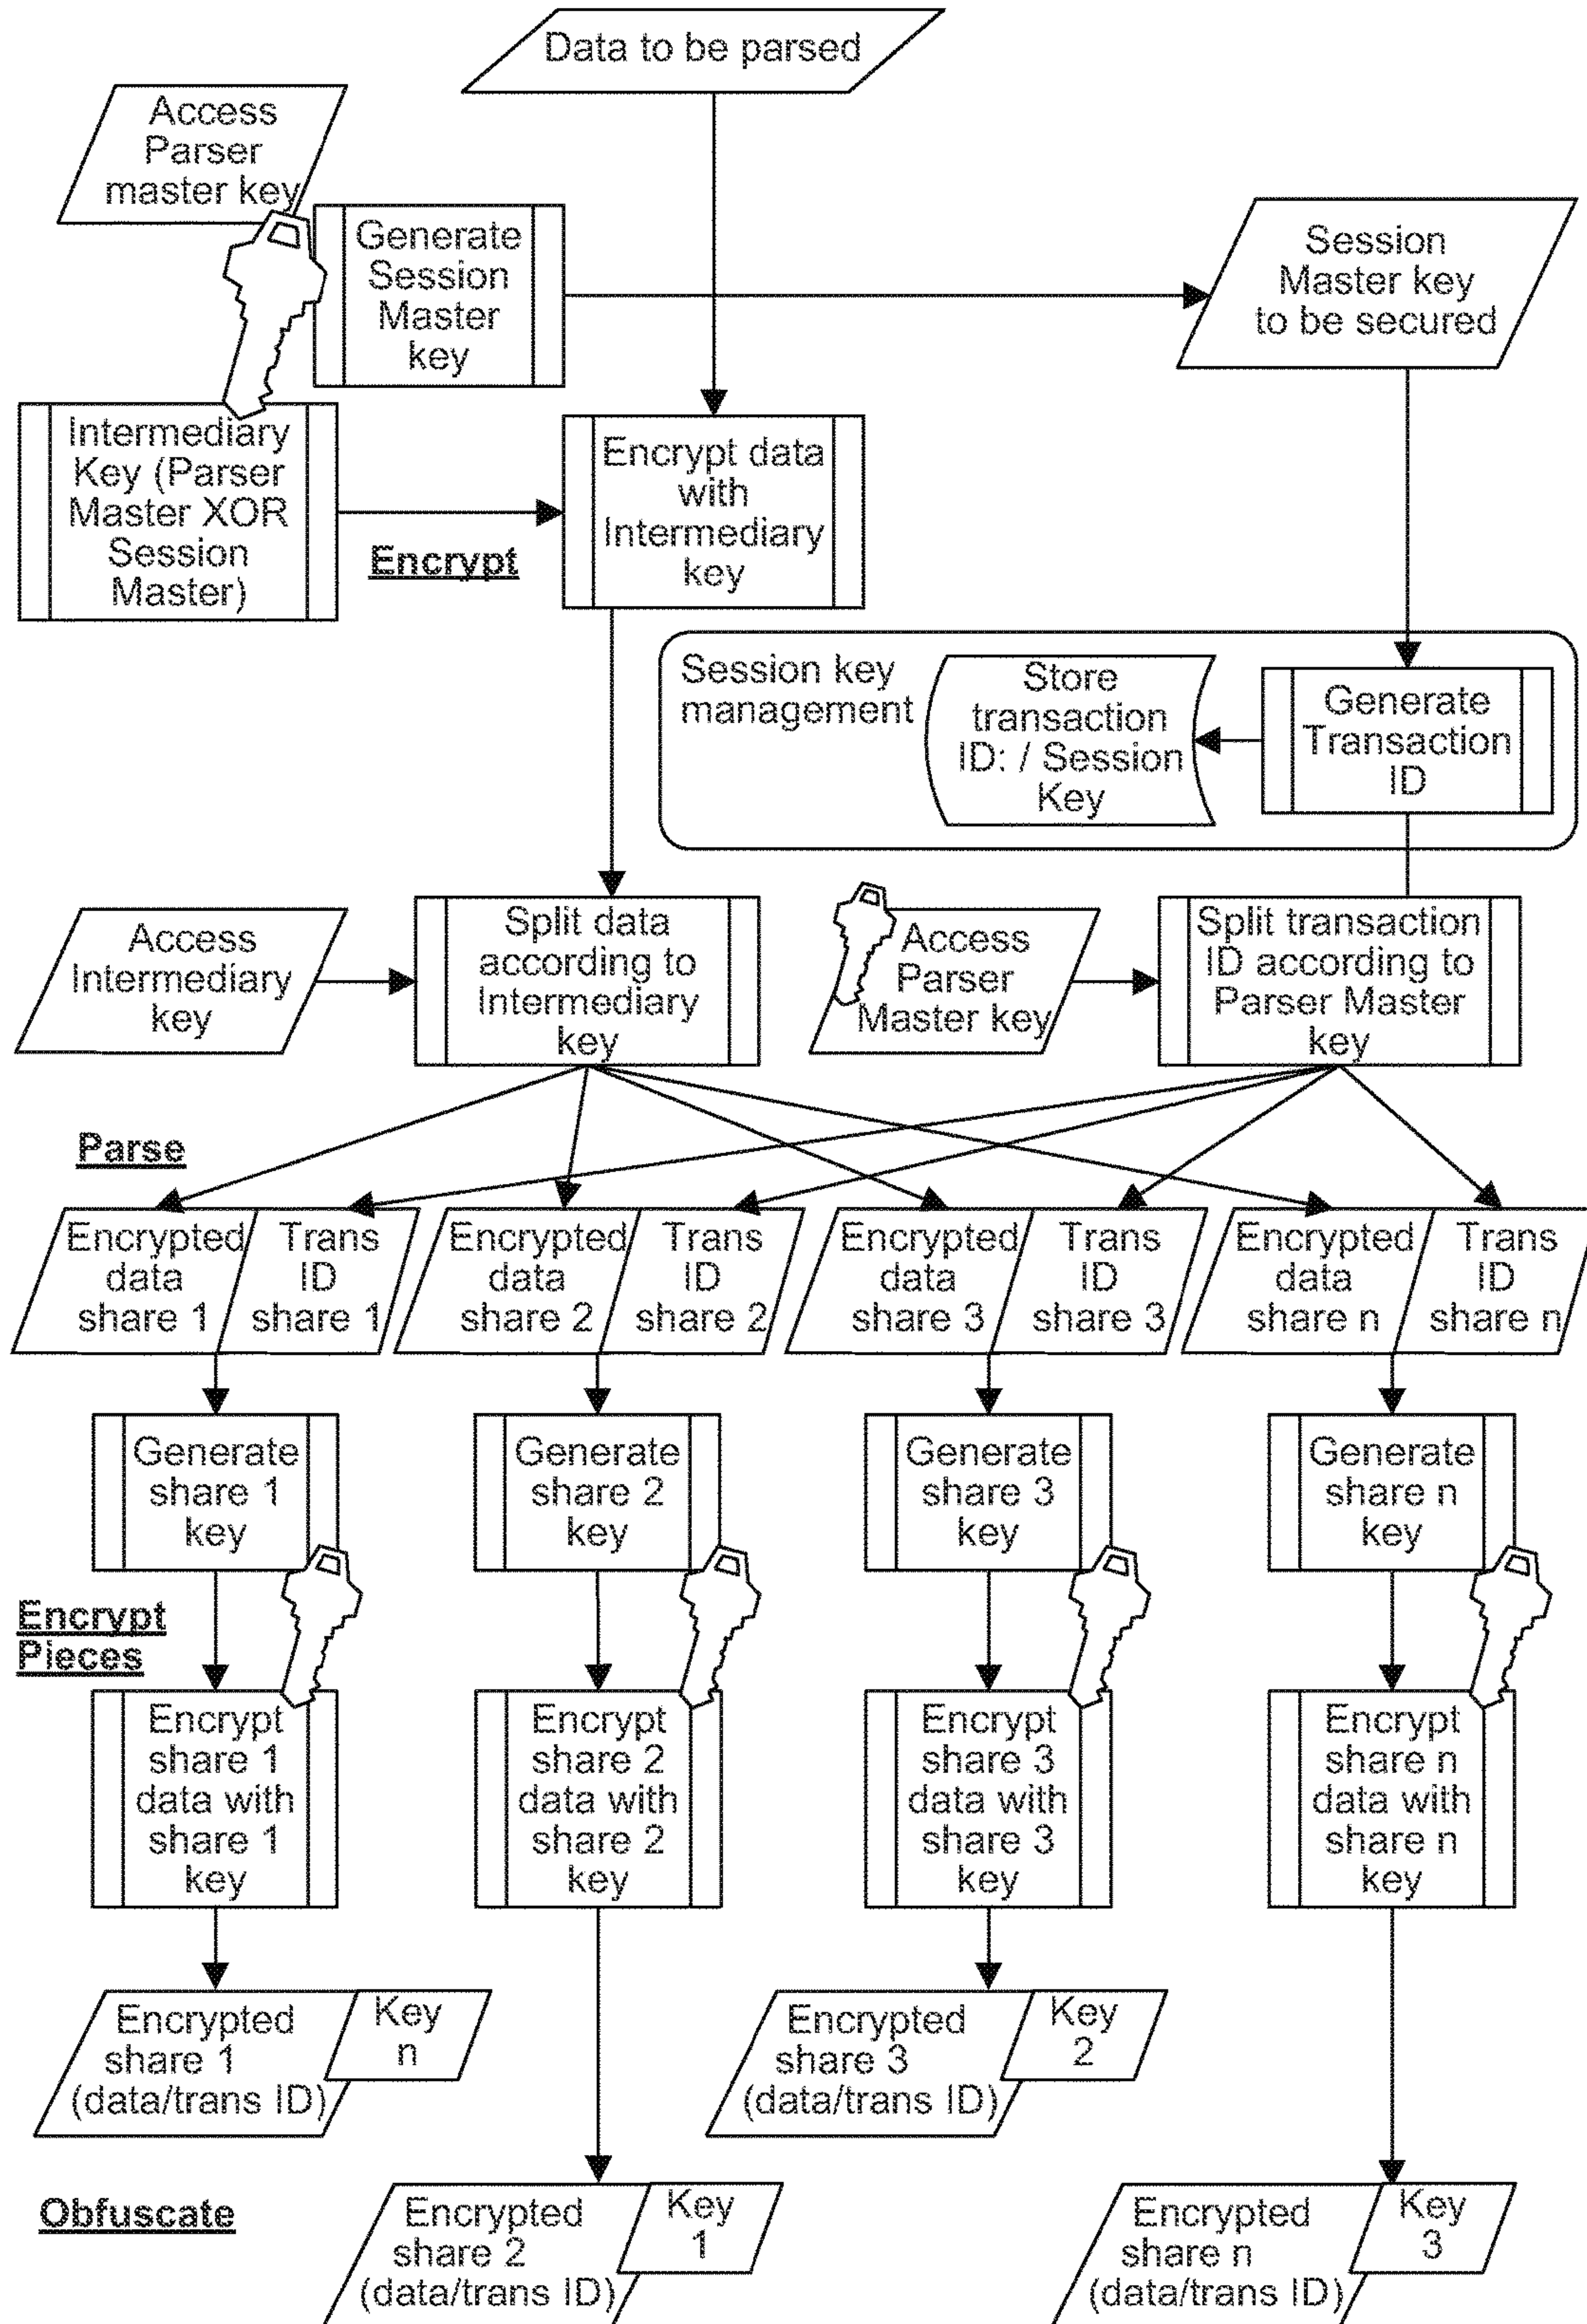 Data to be parsed
Access
Parser
master key
Generate
Session
Master
key
Session
Master key
to be secured
Intermediary
Key (Parser
Master XOR
Session
Master)
Encrypt
Encrypt data
with
Intermediary
key
Session key
management
Store
transaction
ID: / Session
Key
Generate
Transaction
ID
Access
Intermediary
key
Split data
according to
Intermediary
key
Access
Parser
Master key
Split transaction
ID according to
Parser Master
key
Parse
Encrypted
data
share 1
Trans
ID
share 1
Encrypted
data
share 2
Trans
ID
share 2
Encrypted
data
share 3
Trans
ID
share 3
Encrypted
data
share n
Trans
ID
share n
Generate
share 1
key
Generate
share 2
key
Generate
share 3
key
Generate
share n
key
Encrypt
Pieces
Encrypt
share 1
data with
share 1
key
Encrypt
share 2
data with
share 2
key
Encrypt
share 3
data with
share 3
key
Encrypt
share n
data with
share n
key
Encrypted
share 1
(data/trans ID)
Key
n
Encrypted
share 3
(data/trans ID)
Key
2
Obfuscate
Encrypted
share 2
(data/trans ID)
Key
1
Encrypted
share n
(data/trans ID)
Key
3